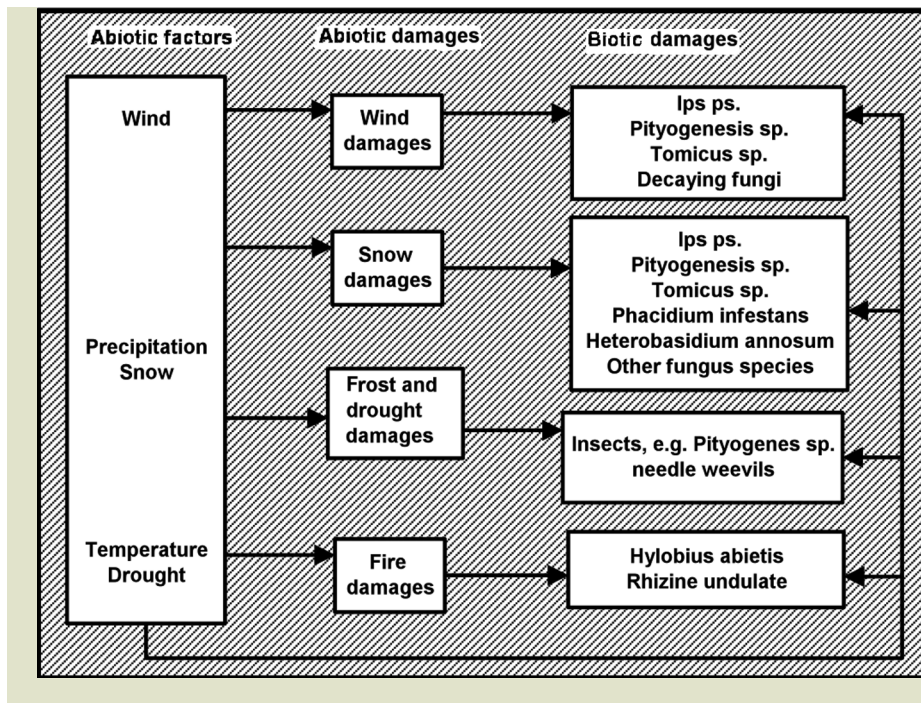 Abiotic factors
Abiotic damages
Biotic damages
Wind
Precipitation
Snow
Temperature
Drought
Wind
damages
Snow
damages
Frost and
drought
damages
Fire
damages
Ips ps.
Pityogenesis sp.
Tomicus sp.
Decaying fungi
Ips ps.
Pityogenesis sp.
Tomicus sp.
Phacidium infestans
Heterobasidium annosum
Other fungus species
Insects, e.g. Pityogenes sp.
needle weevils
Hylobius abietis
Rhizine undulate